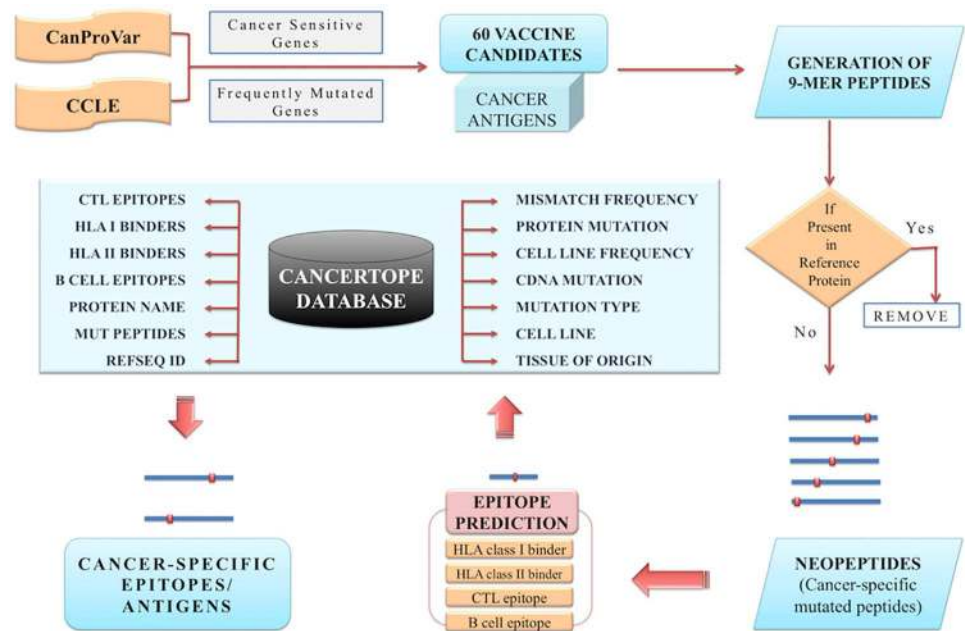 CanProVar
CCLE
Cancer Sensitive
Genes
Frequently Mutated
Genes
60 VACCINE
CANDIDATES
CANCER
ANTIGENS
GENERATION OF
9-MER PEPTIDES
If
Present
in
Reference
Protein
Yes
REMOVE
No
CTL EPITOPES
HLA I BINDERS
HLA II BINDERS
B CELL EPITOPES
PROTEIN NAME
MUT PEPTIDES
REFSEQ ID
CANCERTOPE
DATABASE
MISMATCH FREQUENCY
PROTEIN MUTATION
CELL LINE FREQUENCY
CDNA MUTATION
MUTATION TYPE
CELL LINE
TISSUE OF ORIGIN
NEOPEPTIDES
(Cancer-specific
mutated peptides)
EPITOPE
PREDICTION
HLA class I binder
HLA class II binder
CTL epitope
B cell epitope
CANCER-SPECIFIC
EPITOPES/
ANTIGENS